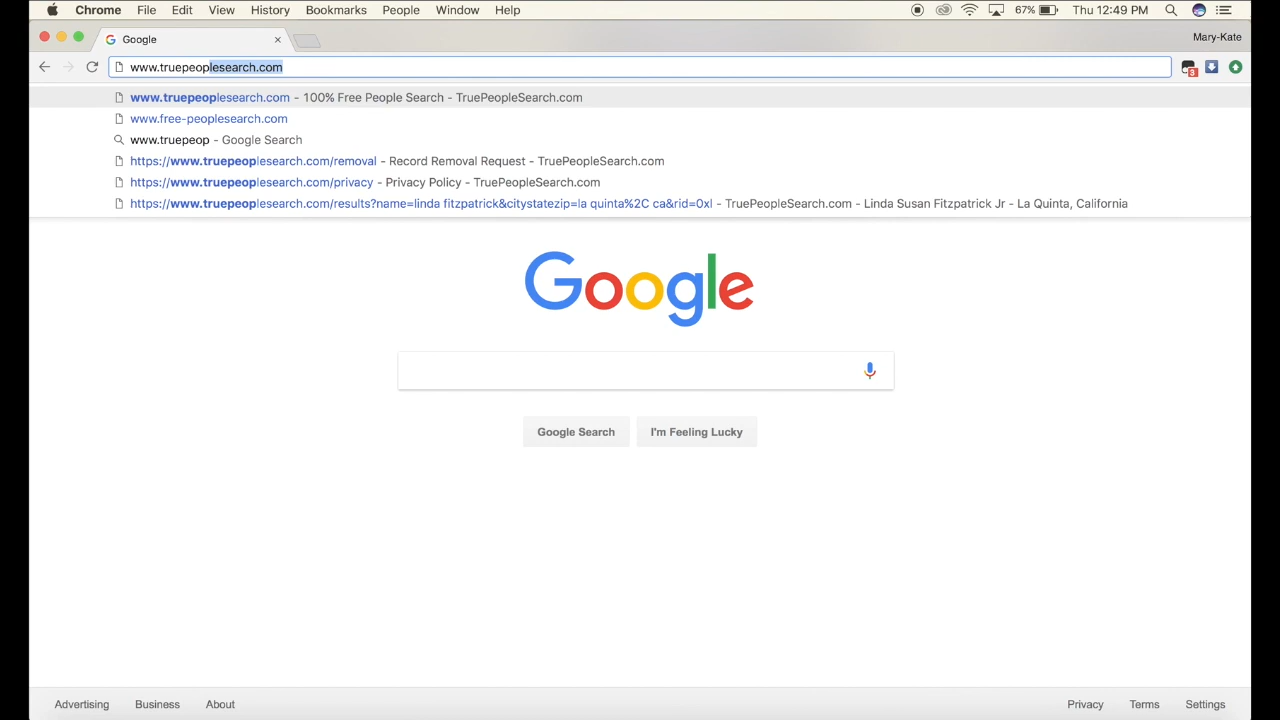 Chrome File Edit View History Bookmarks People Window Help 67% Thu 12:49 PM
Google Mary-Kate
www.truepeoplesearch.com 3
www.truepeoplesearch.com - 100% Free People Search - TruePeopleSearch.com
www.free-peoplesearch.com
www.truepeop - Google Search
https://www.truepeoplesearch.com/removal - Record Removal Request - TruePeopleSearch.com
https://www.truepeoplesearch.com/privacy - Privacy Policy - TruePeopleSearch.com
https://www.truepeoplesearch.com/results?name=linda fitzpatrick&citystatezip=la quinta%2C ca&rid=0xl - TruePeopleSearch.com - Linda Susan Fitzpatrick Jr - La Quinta, California
Google
Google Search I'm Feeling Lucky
Advertising Business About Privacy Terms Settings